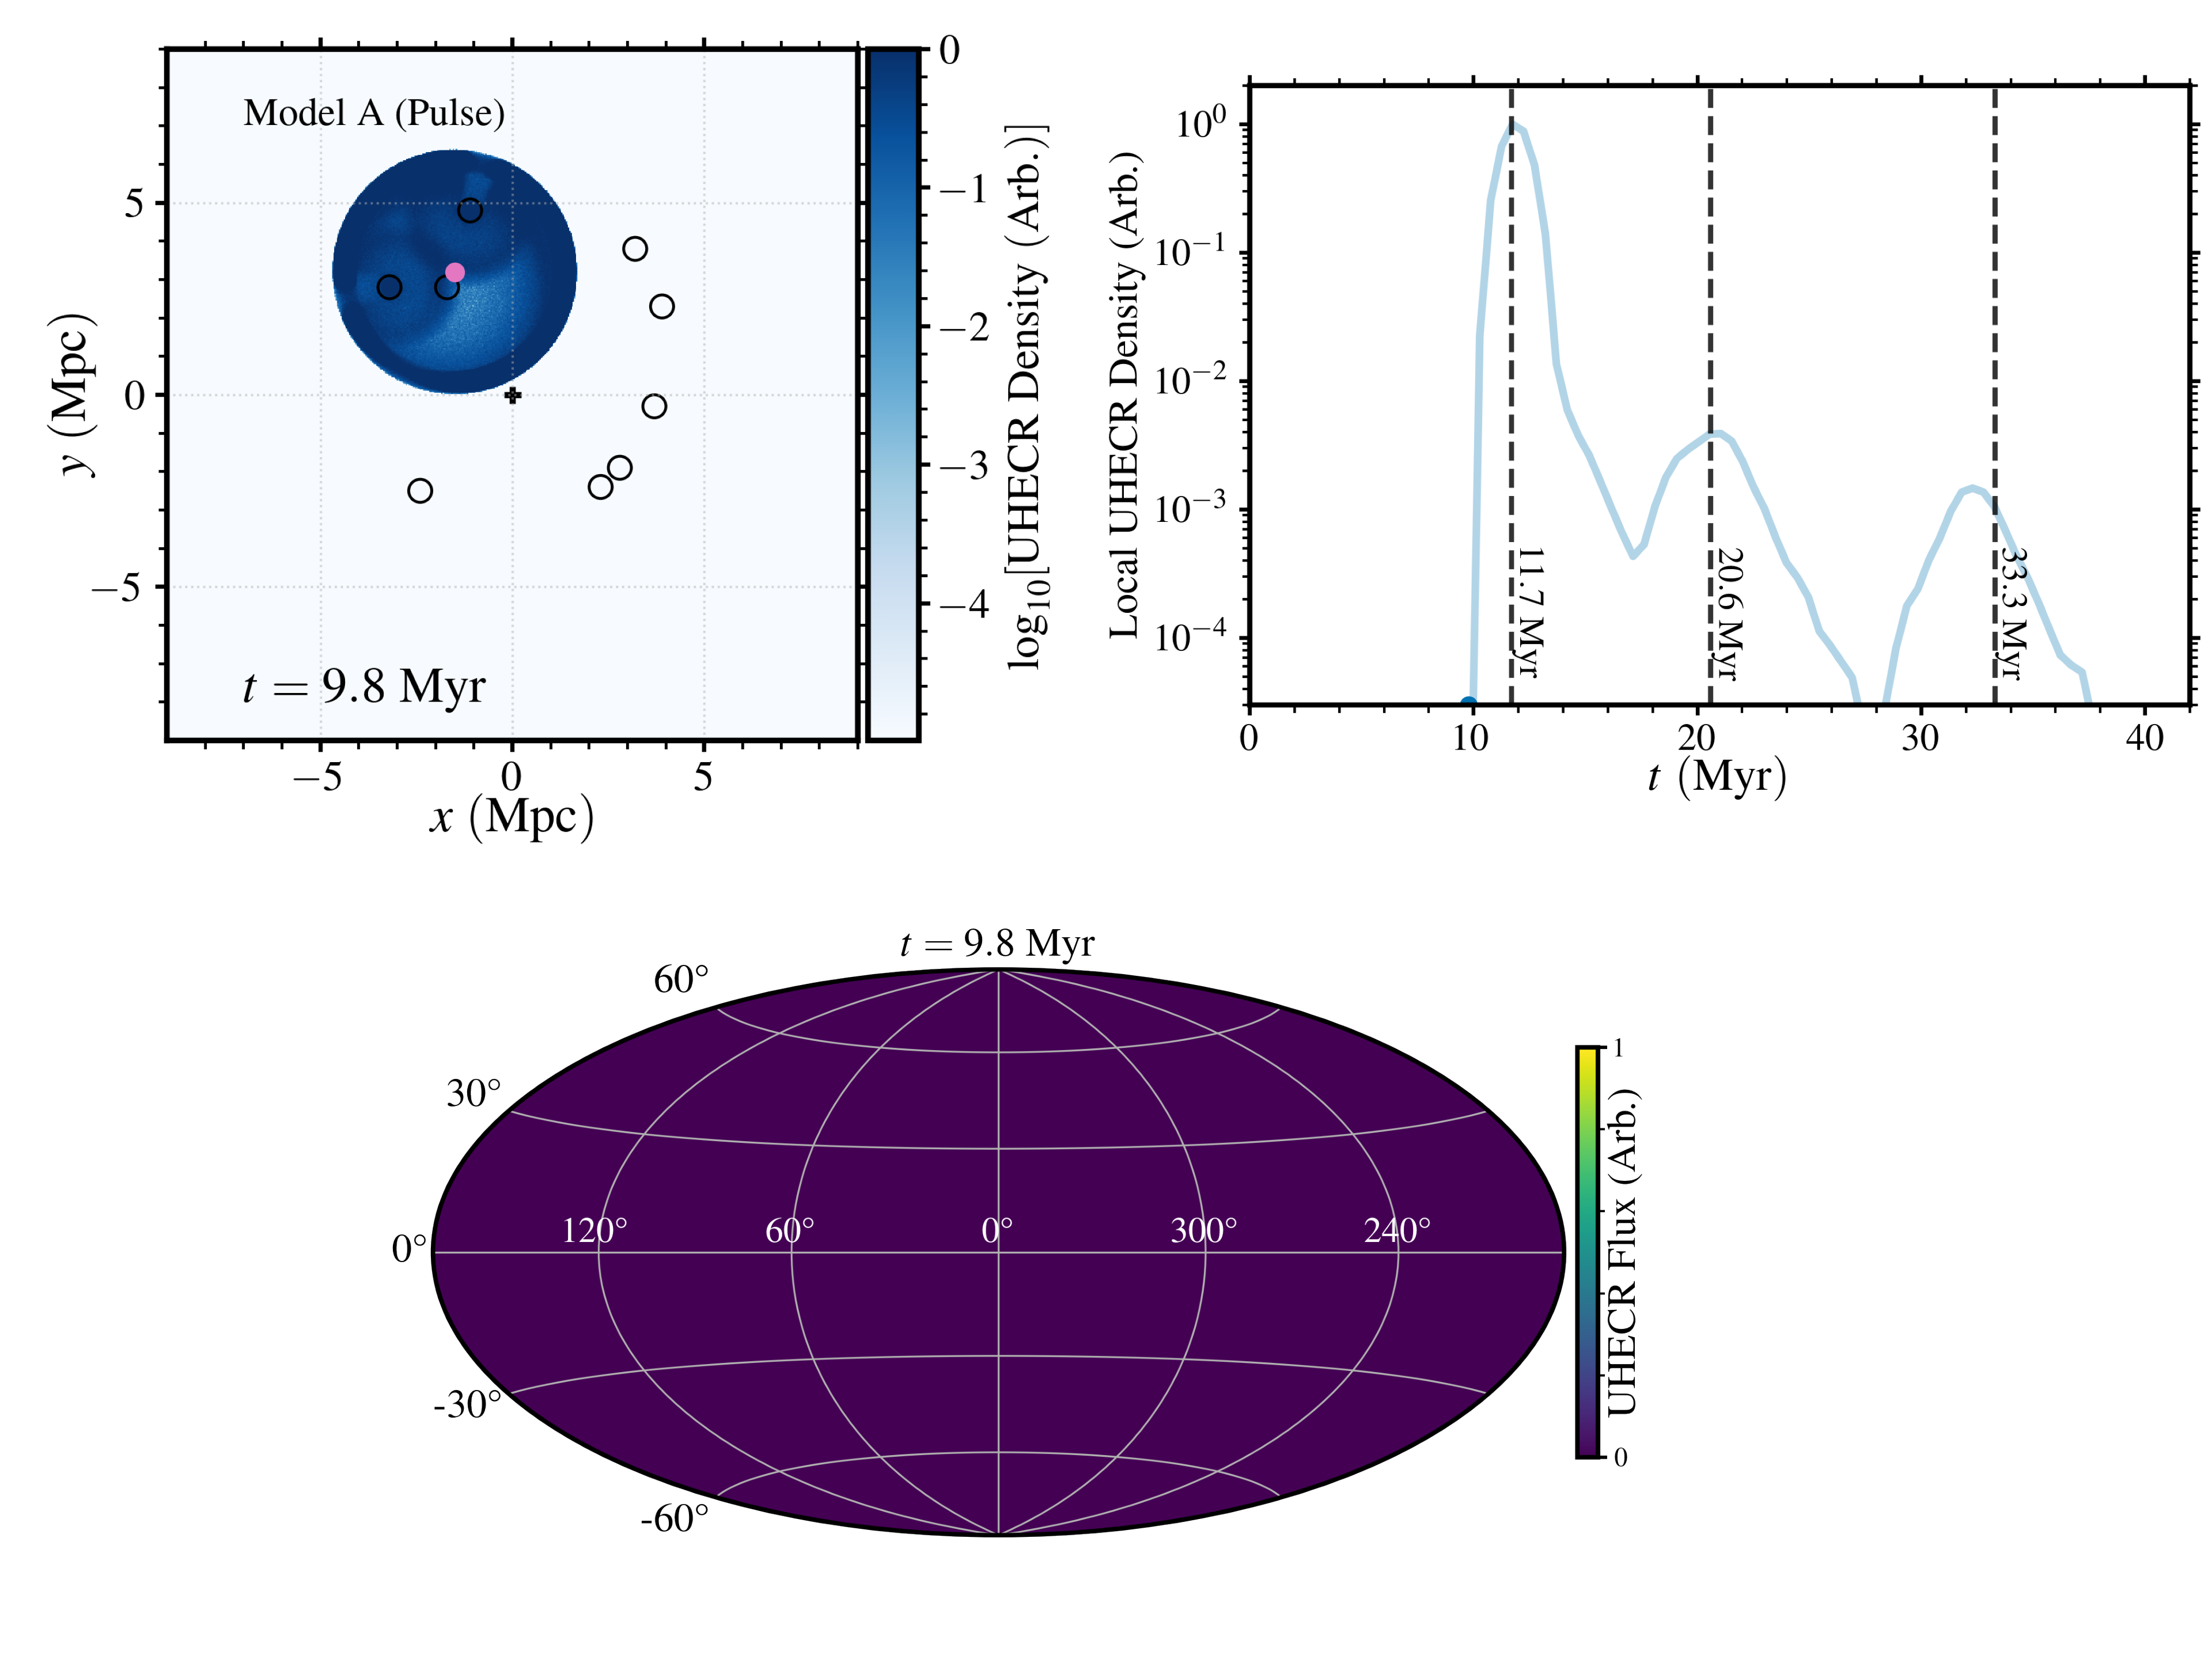 Model A (Pulse)
t = 9.8 Myr
5
0
−5
y (Mpc)
−5
0
5
x (Mpc)
0
−1
−2
−3
−4
log₁₀[UHECR Density (Arb.)]
10⁰
10⁻¹
10⁻²
10⁻³
10⁻⁴
Local UHECR Density (Arb.)
11.7 Myr
20.6 Myr
33.3 Myr
0
10
20
30
40
t (Myr)
t = 9.8 Myr
60°
30°
0°
-30°
-60°
120°
60°
0°
300°
240°
1
0
UHECR Flux (Arb.)